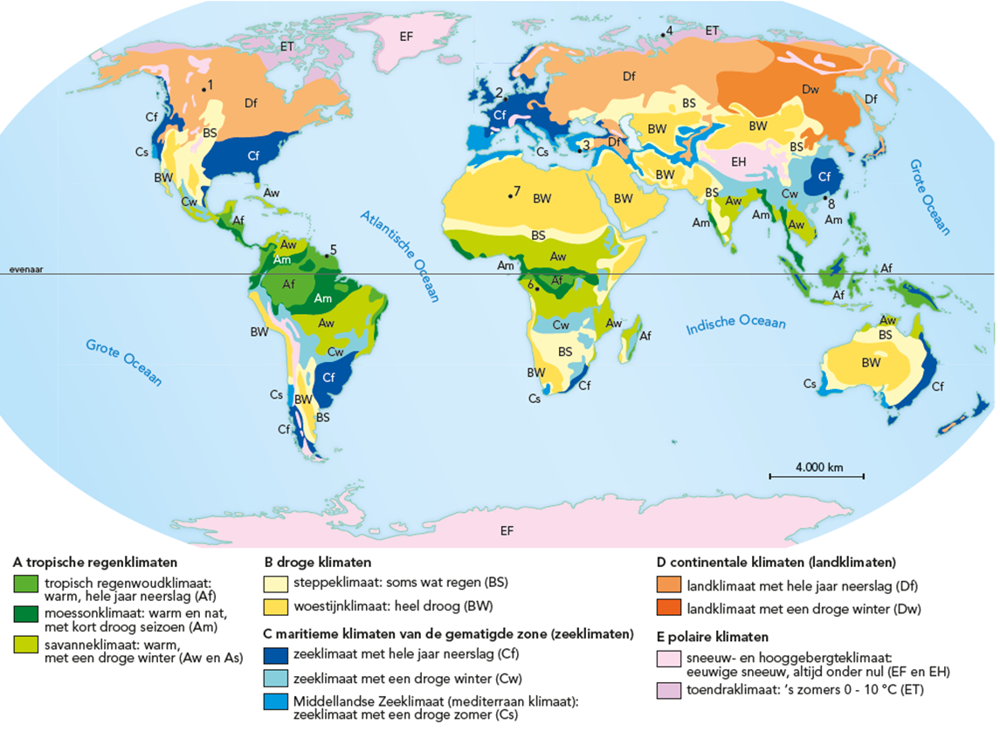 EF
ET
4
ET
1
Df
Df
Dw
Df
2
Cf
BS
Cf
BS
BW
BW
Cs
Cf
Cs
3
Df
BS
EH
BW
BW
7
BW
BW
Cf
Cw
Aw
BS
Aw
Cw
8
Af
Am
Am
Am
Aw
Grote Oceaan
Atlantische Oceaan
BS
Aw
5
Am
Am
Aw
evenaar
Af
Af
6
Af
Af
Am
Indische Oceaan
Aw
BW
Cw
Aw
Af
Aw
BS
Grote Oceaan
Cw
BS
BW
Cf
BW
Cf
Cs
Cf
Cs
BW
Cs
BS
Cf
4.000 km
EF
A tropische regenklimaten
tropisch regenwoudklimaat:
warm, hele jaar neerslag (Af)
moessonklimaat: warm en nat,
met kort droog seizoen (Am)
savanneklimaat: warm,
met een droge winter (Aw en As)
B droge klimaten
steppeklimaat: soms wat regen (BS)
woestijnklimaat: heel droog (BW)
C maritieme klimaten van de gematigde zone (zeeklimaten)
zeeklimaat met hele jaar neerslag (Cf)
zeeklimaat met een droge winter (Cw)
Middellandse Zeeklimaat (mediterraan klimaat):
zeeklimaat met een droge zomer (Cs)
D continentale klimaten (landklimaten)
landklimaat met hele jaar neerslag (Df)
landklimaat met een droge winter (Dw)
E polaire klimaten
sneeuw- en hooggebergteklimaat:
eeuwige sneeuw, altijd onder nul (EF en EH)
toendraklimaat: ’s zomers 0 - 10 °C (ET)